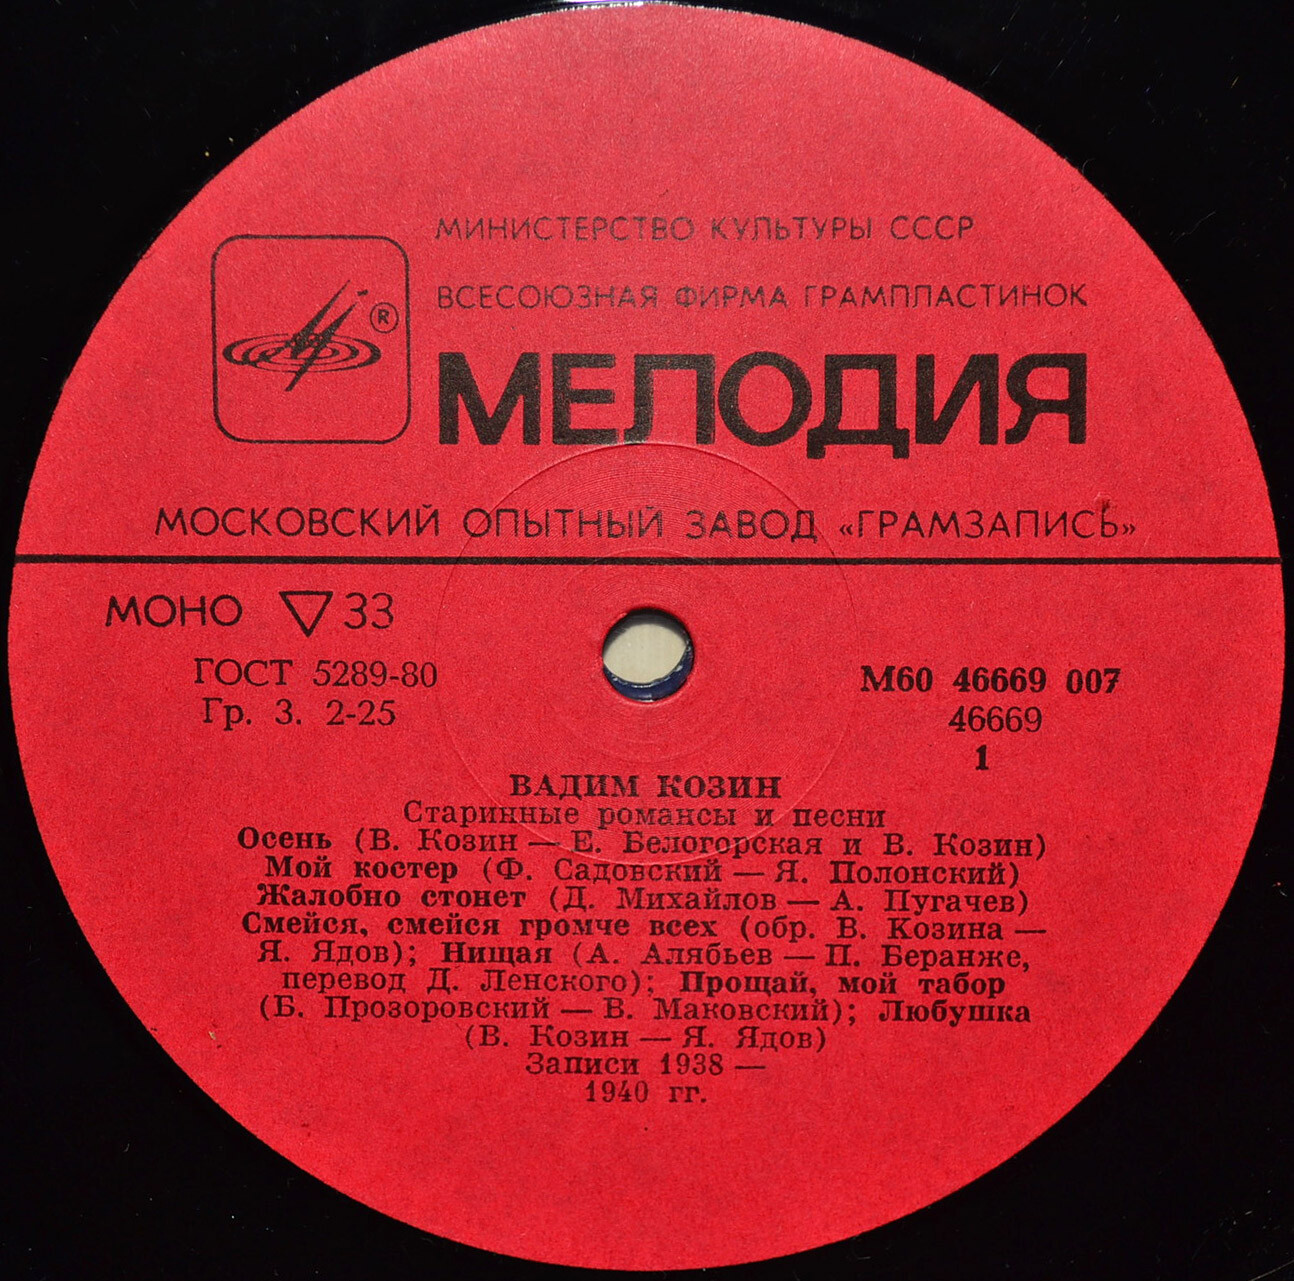 МИНИСТЕРСТВО КУЛЬТУРЫ СССР
ВСЕСОЮЗНАЯ ФИРМА ГРАМПЛАСТИНОК
®
МЕЛОДИЯ
МОСКОВСКИЙ ОПЫТНЫЙ ЗАВОД «ГРАМЗАПИСЬ»
МОНО ▽ 33
ГОСТ 5289-80
Гр. 3. 2-25
М60 46669 007
46669
1
ВАДИМ КОЗИН
Старинные романсы и песни
Осень (В. Козин — Е. Белогорская и В. Козин)
Мой костер (Ф. Садовский — Я. Полонский)
Жалобно стонет (Д. Михайлов — А. Пугачев)
Смейся, смейся громче всех (обр. В. Козина —
Я. Ядов); Нищая (А. Алябьев — П. Беранже,
перевод Д. Ленского); Прощай, мой табор
(Б. Прозоровский — В. Маковский); Любушка
(В. Козин — Я. Ядов)
Записи 1938 —
1940 гг.